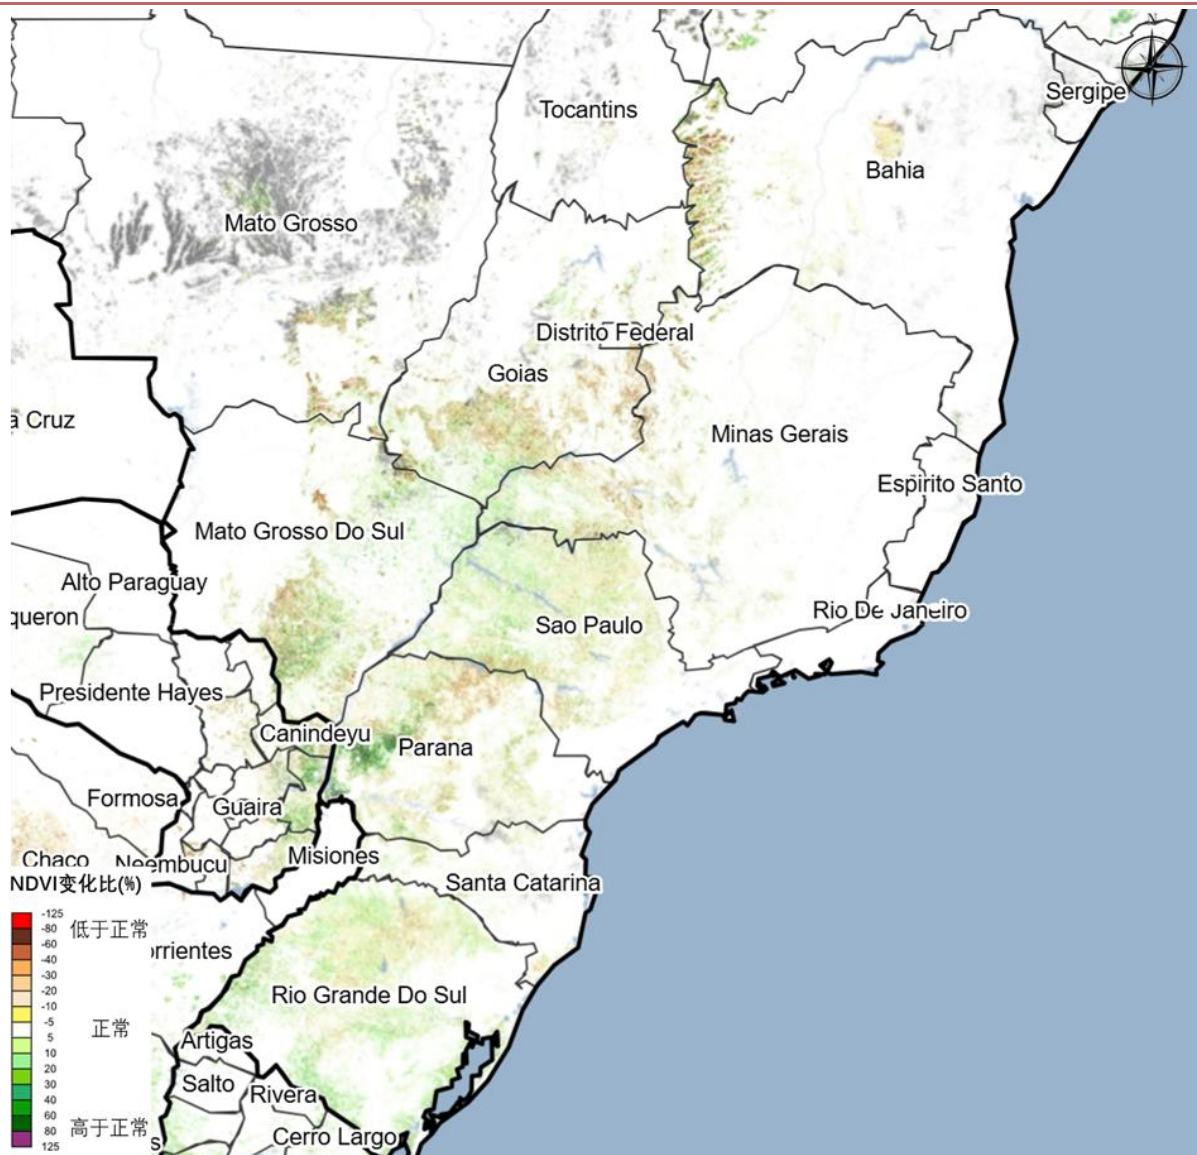 Sergipe
Tocantins
Bahia
Mato Grosso
Distrito Federal
Goias
a Cruz
Minas Gerais
Espirito Santo
Mato Grosso Do Sul
Alto Paraguay
queron
Rio De Janeiro
Sao Paulo
Presidente Hayes
Canindeyu
Parana
Formosa
Guaira
Chaco
Neembucu
Misiones
Santa Catarina
NDVI变化比(%)
-125
低于正常
-80
-60
-40
-30
-20
-10
-5
正常
5
10
20
30
40
60
80
高于正常
125
orrientes
Rio Grande Do Sul
Artigas
Salto
Rivera
Cerro Largo
s